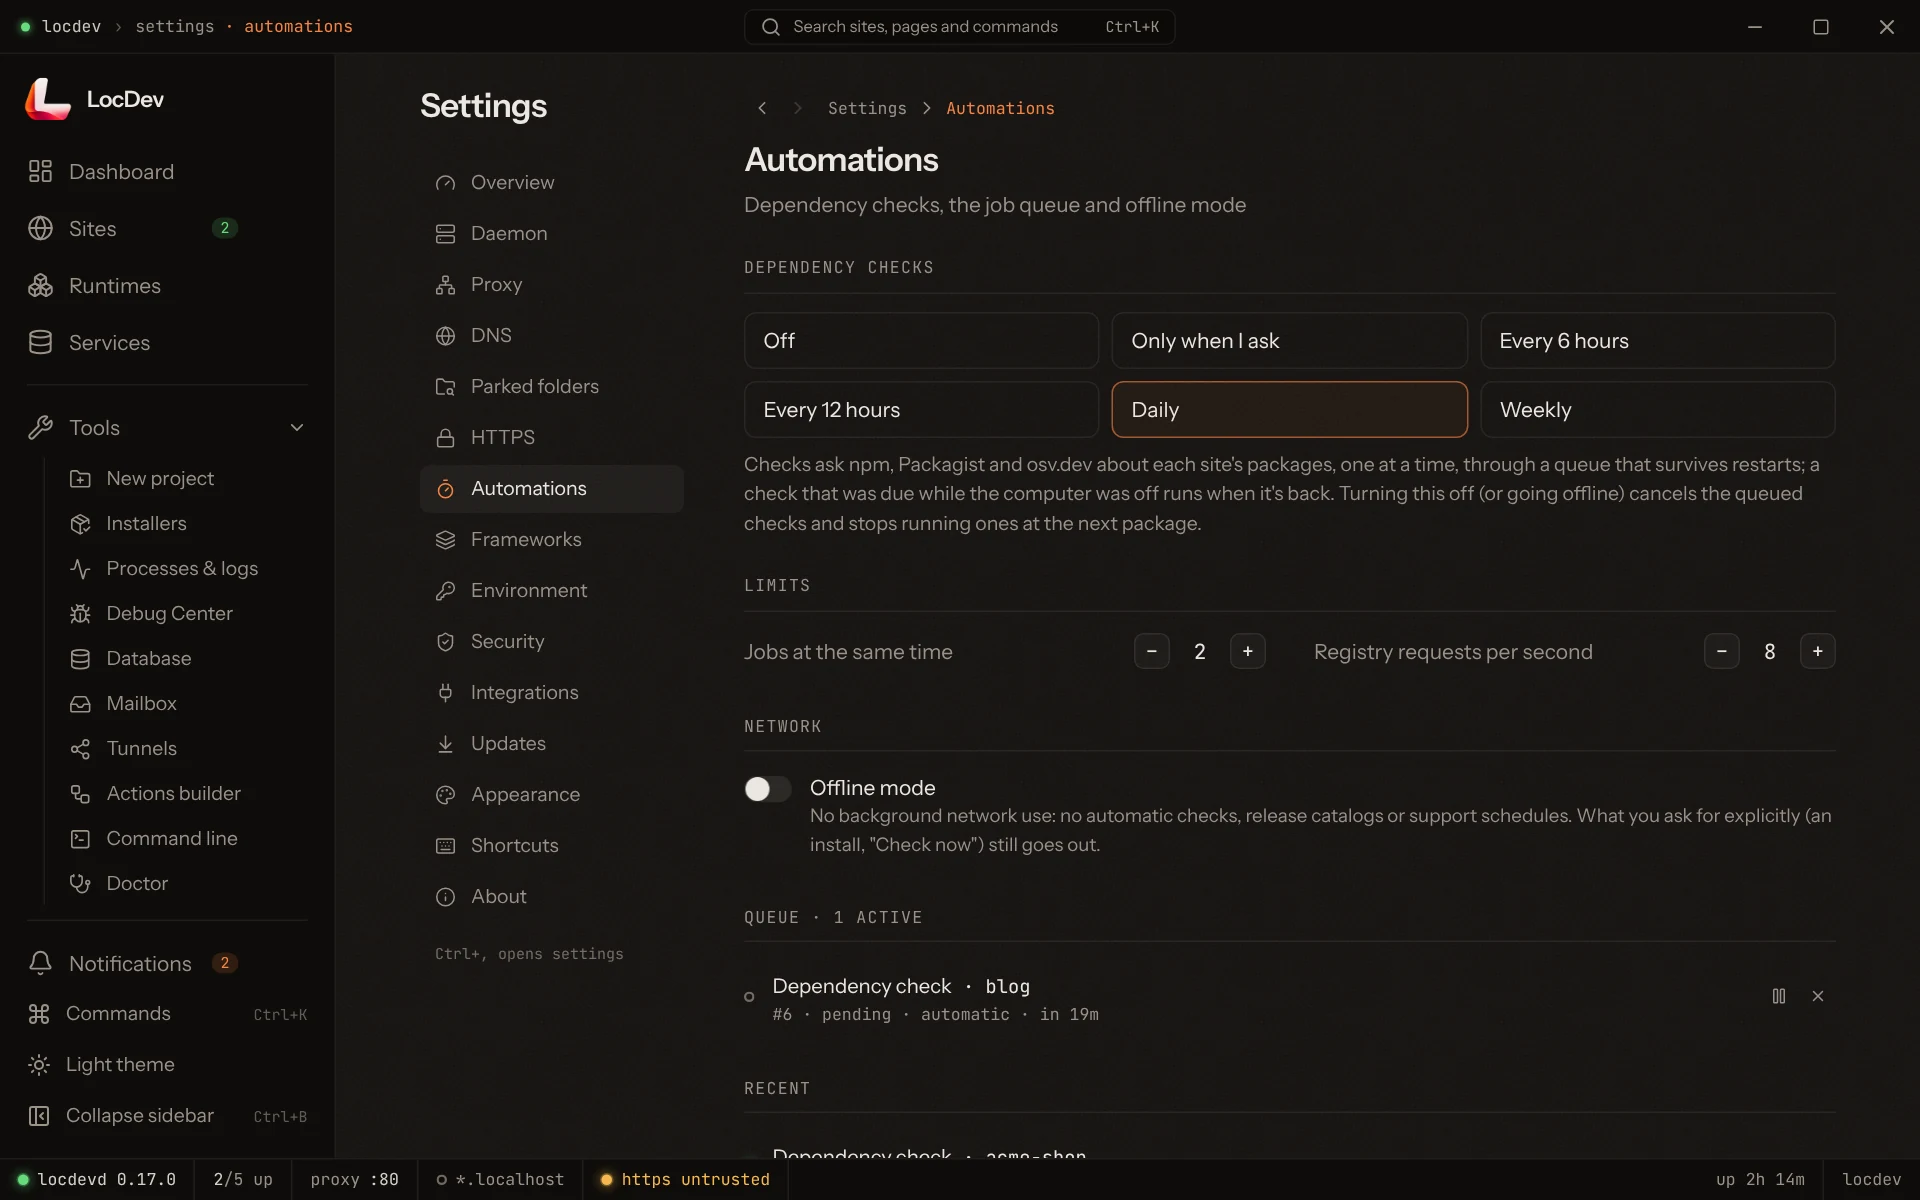 locdev › settings · automations
Search sites, pages and commands Ctrl+K
LocDev
Dashboard
Sites 2
Runtimes
Services
Tools
New project
Installers
Processes & logs
Debug Center
Database
Mailbox
Tunnels
Actions builder
Command line
Doctor
Notifications 2
Commands Ctrl+K
Light theme
Collapse sidebar Ctrl+B
Settings
Overview
Daemon
Proxy
DNS
Parked folders
HTTPS
Automations
Frameworks
Environment
Security
Integrations
Updates
Appearance
Shortcuts
About
Ctrl+, opens settings
Settings > Automations
Automations
Dependency checks, the job queue and offline mode
DEPENDENCY CHECKS
Off
Only when I ask
Every 6 hours
Every 12 hours
Daily
Weekly
Checks ask npm, Packagist and osv.dev about each site's packages, one at a time, through a queue that survives restarts; a
check that was due while the computer was off runs when it's back. Turning this off (or going offline) cancels the queued
checks and stops running ones at the next package.
LIMITS
Jobs at the same time − 2 + Registry requests per second − 8 +
NETWORK
Offline mode
No background network use: no automatic checks, release catalogs or support schedules. What you ask for explicitly (an
install, "Check now") still goes out.
QUEUE · 1 ACTIVE
Dependency check · blog
#6 · pending · automatic · in 19m
RECENT
Dependency check · acme-shop
locdevd 0.17.0 2/5 up proxy :80 *.localhost https untrusted up 2h 14m locdev